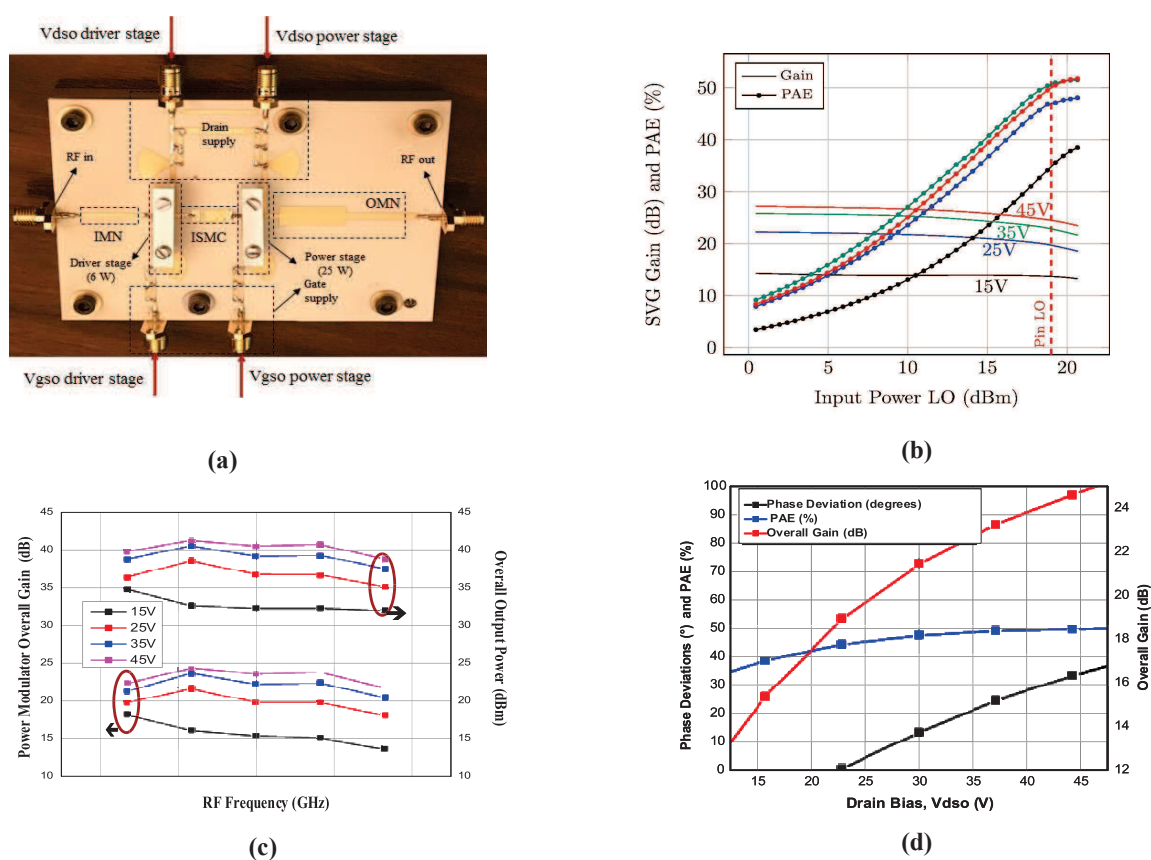 Vdso driver stage
Vdso power stage
Drain
supply
RF in
RF out
OMN
IMN
ISMC
Driver stage
(6 W)
Power stage
(25 W)
Gate
supply
Vgso driver stage
Vgso power stage
(a)
SVG Gain (dB) and PAE (%)
50
40
30
20
10
0
Gain
PAE
45V
35V
25V
15V
Pin LO
0 5 10 15 20
Input Power LO (dBm)
(b)
Power Modulator Overall Gain (dB)
45
40
35
30
25
20
15
10
15V
25V
35V
45V
45
40
35
30
25
20
15
10
Overall Output Power (dBm)
RF Frequency (GHz)
(c)
Phase Deviations (°) and PAE (%)
100
90
80
70
60
50
40
30
20
10
0
Phase Deviation (degrees)
PAE (%)
Overall Gain (dB)
24
22
20
18
16
14
12
Overall Gain (dB)
15 20 25 30 35 40 45
Drain Bias, Vdso (V)
(d)